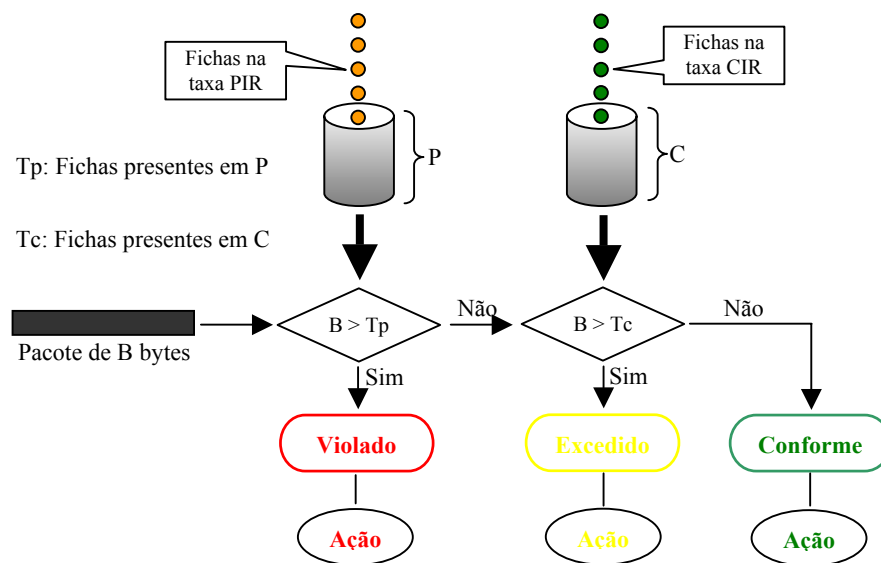 Fichas na
taxa PIR
Fichas na
taxa CIR
P
C
Tp: Fichas presentes em P
Tc: Fichas presentes em C
Pacote de B bytes
B > Tp
Não
B > Tc
Não
Sim
Sim
Violado
Excedido
Conforme
Ação
Ação
Ação